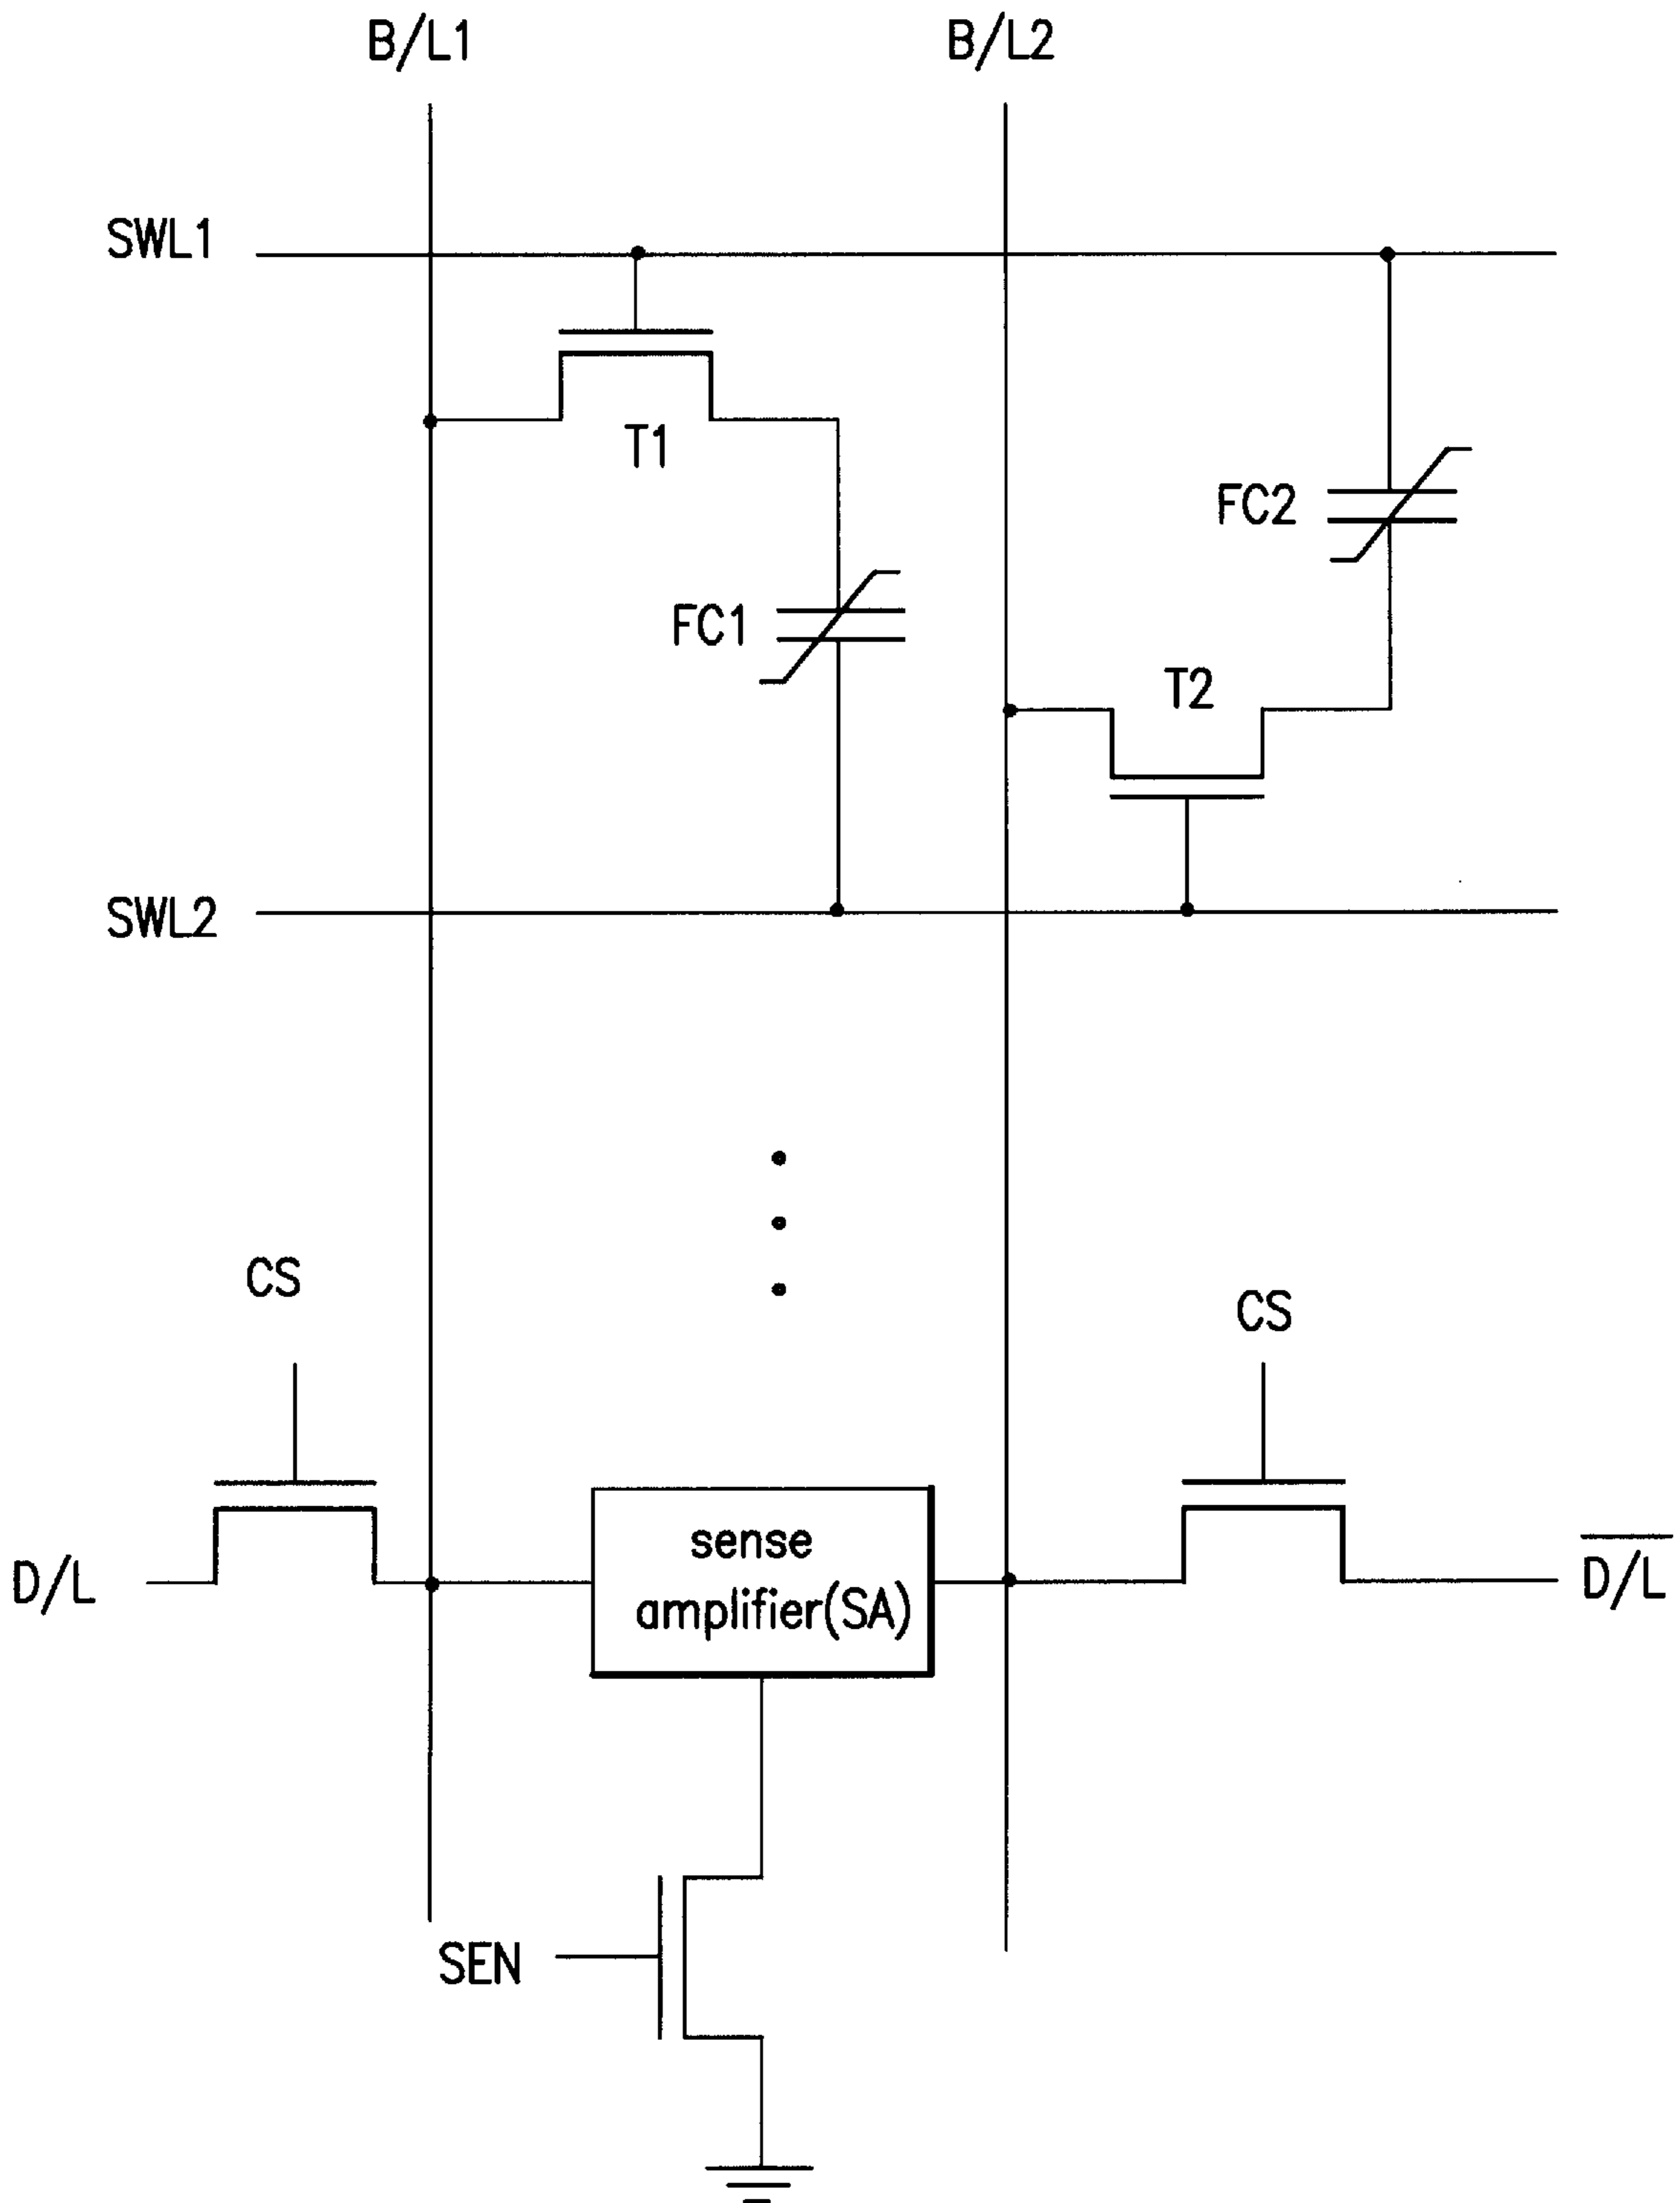 B/L1
B/L2
SWL1
T1
FC2
FC1
T2
SWL2
CS
CS
D/L
sense
amplifier(SA)
D/L
SEN